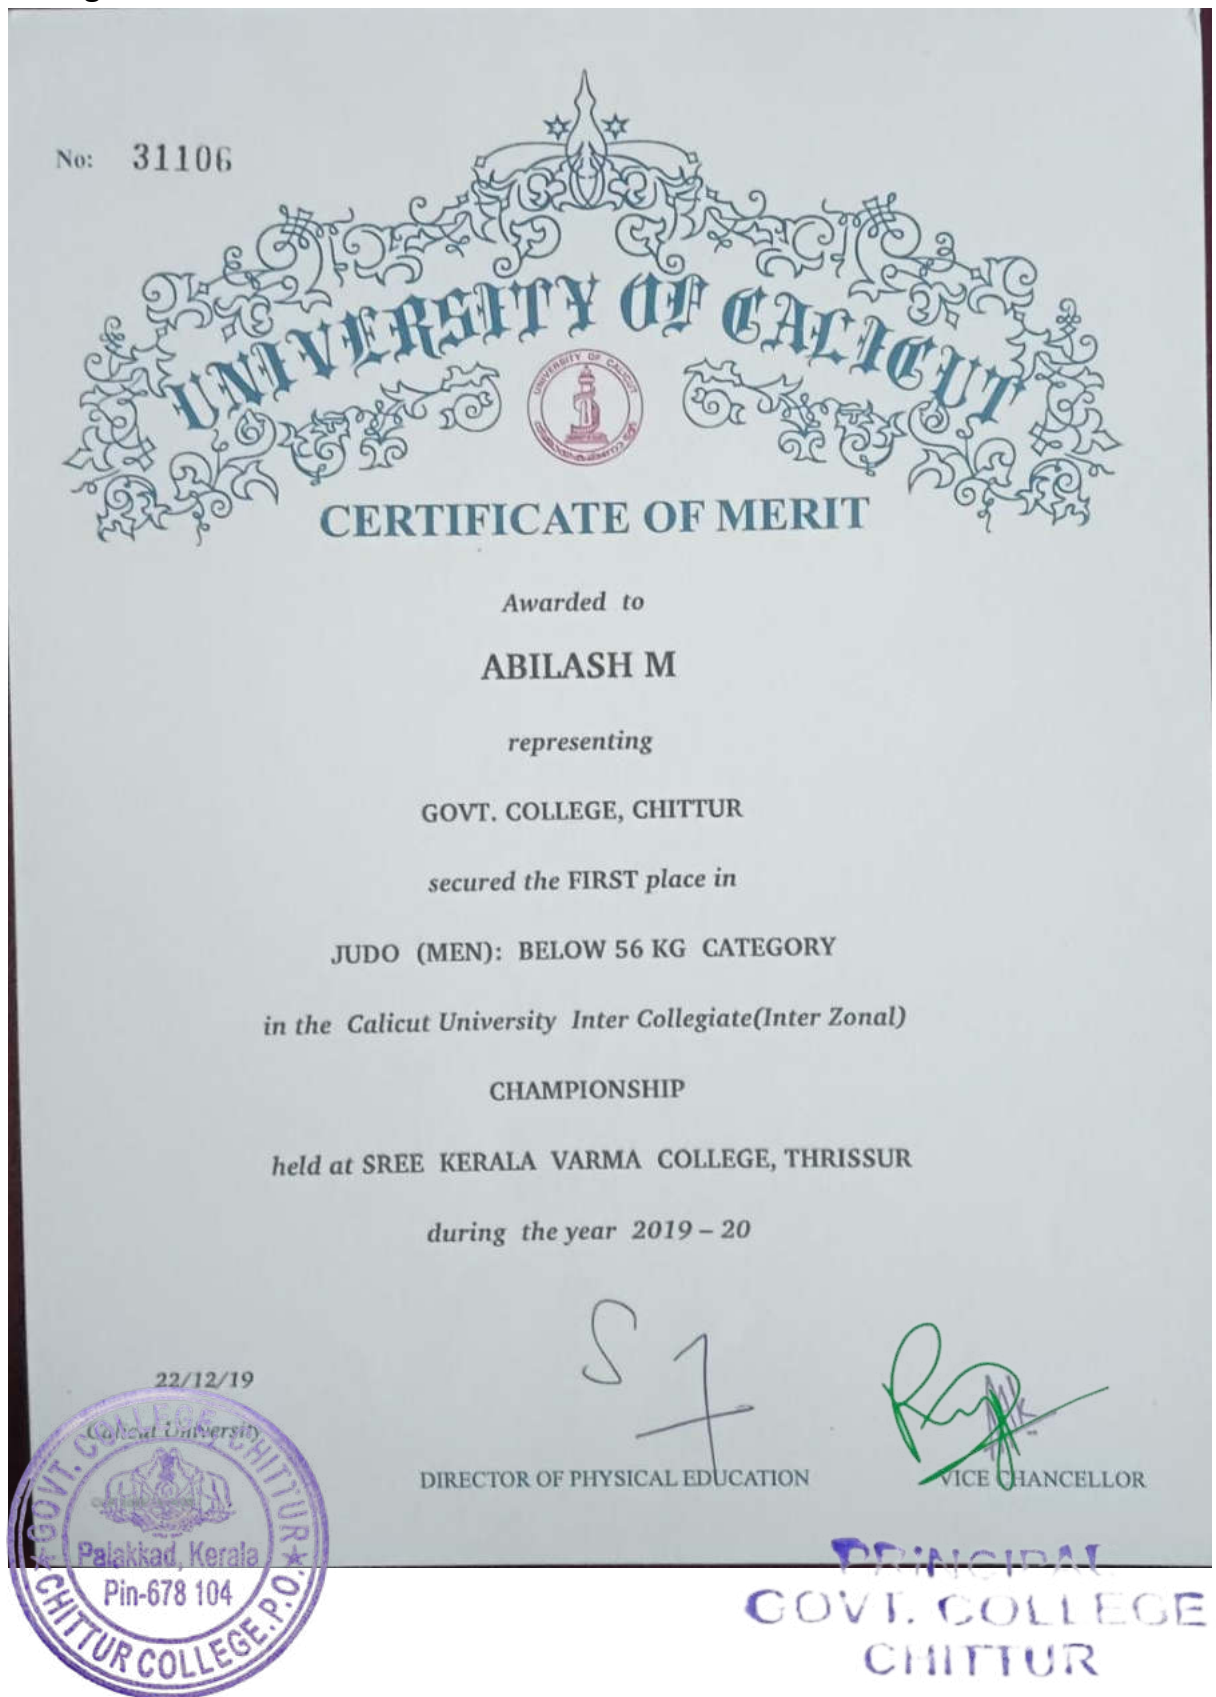 No: 31106
UNIVERSITY OF CALICUT
UNIVERSITY OF CALICUT
CERTIFICATE OF MERIT
Awarded to
ABILASH M
representing
GOVT. COLLEGE, CHITTUR
secured the FIRST place in
JUDO (MEN): BELOW 56 KG CATEGORY
in the Calicut University Inter Collegiate(Inter Zonal)
CHAMPIONSHIP
held at SREE KERALA VARMA COLLEGE, THRISSUR
during the year 2019 – 20
22/12/19
Calicut University
DIRECTOR OF PHYSICAL EDUCATION
VICE CHANCELLOR
GOVT. COLLEGE, CHITTUR
Palakkad, Kerala
Pin-678 104
CHITTUR COLLEGE.P.O.
PRINCIPAL
GOVT. COLLEGE
CHITTUR